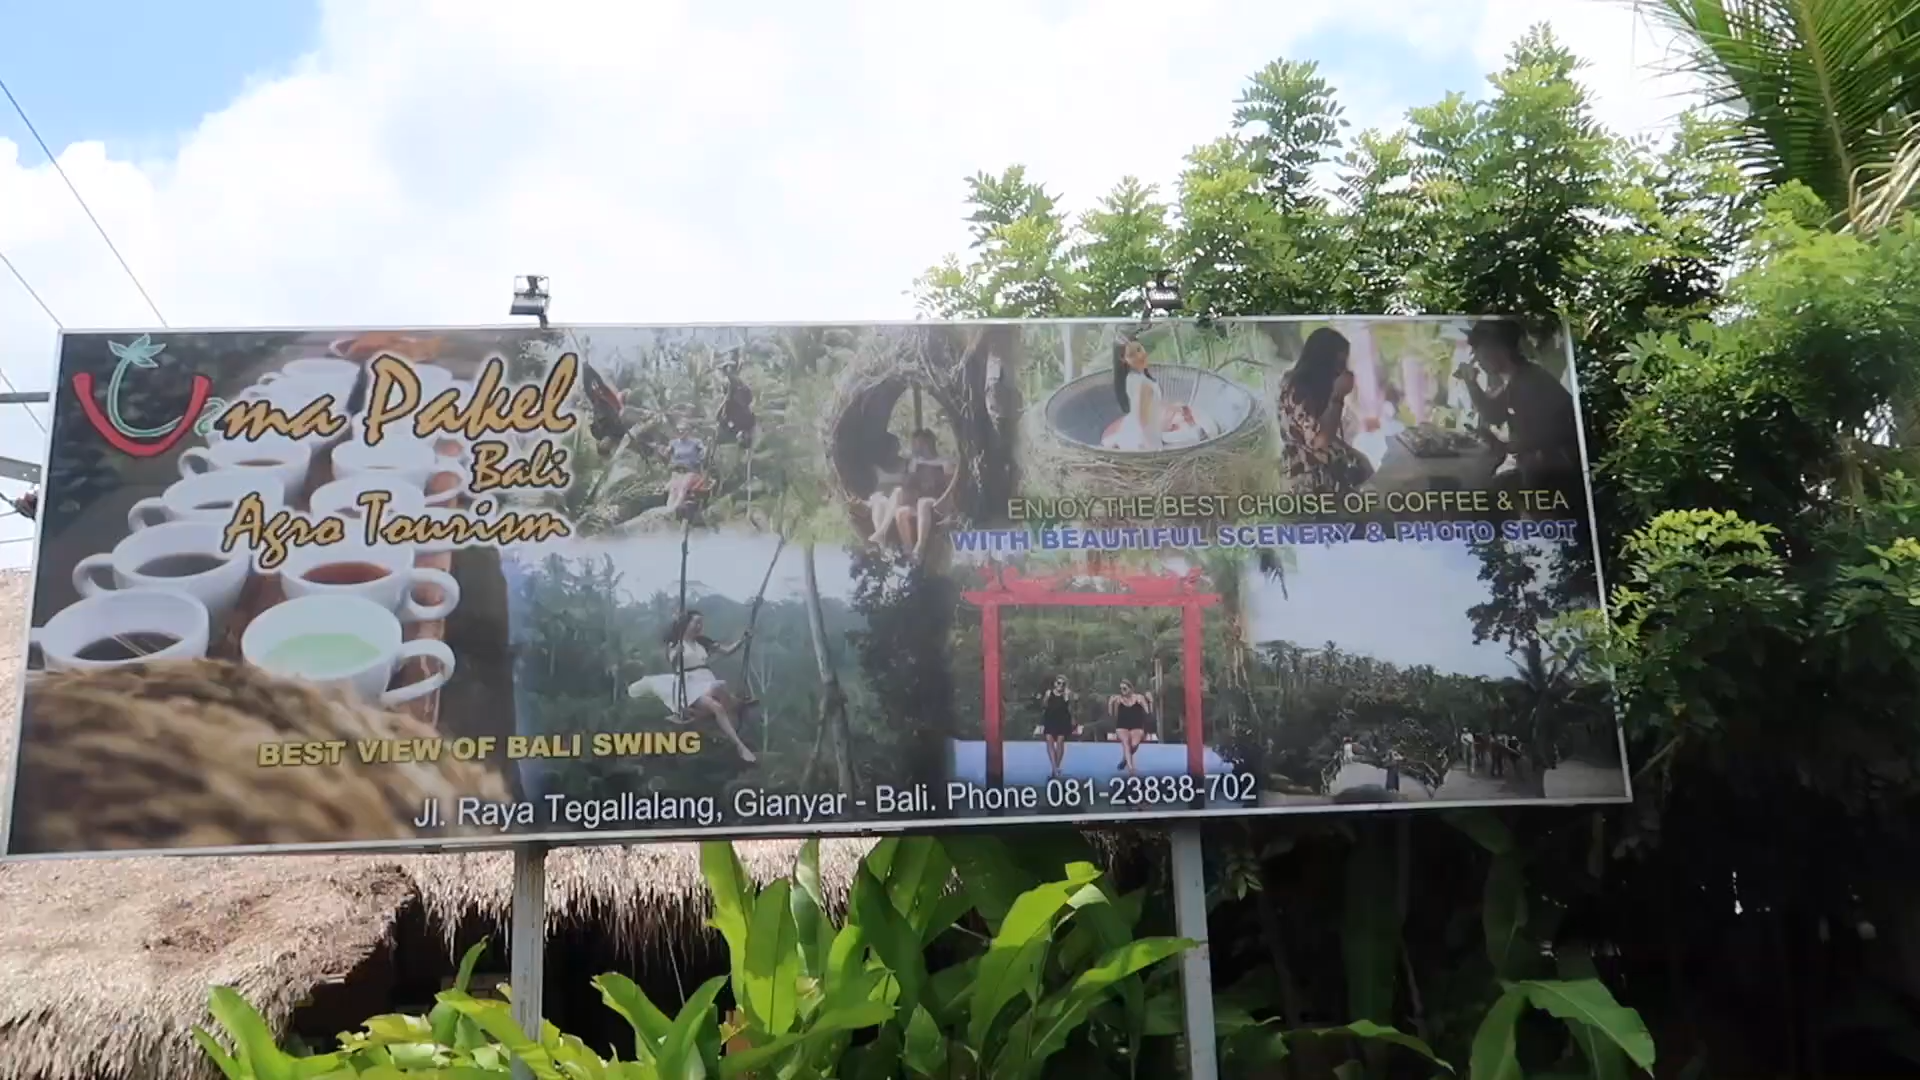 Uma Pakel
Bali
Agro Tourism
ENJOY THE BEST CHOISE OF COFFEE & TEA
WITH BEAUTIFUL SCENERY & PHOTO SPOT
BEST VIEW OF BALI SWING
Jl. Raya Tegallalang, Gianyar - Bali. Phone 081-23838-702